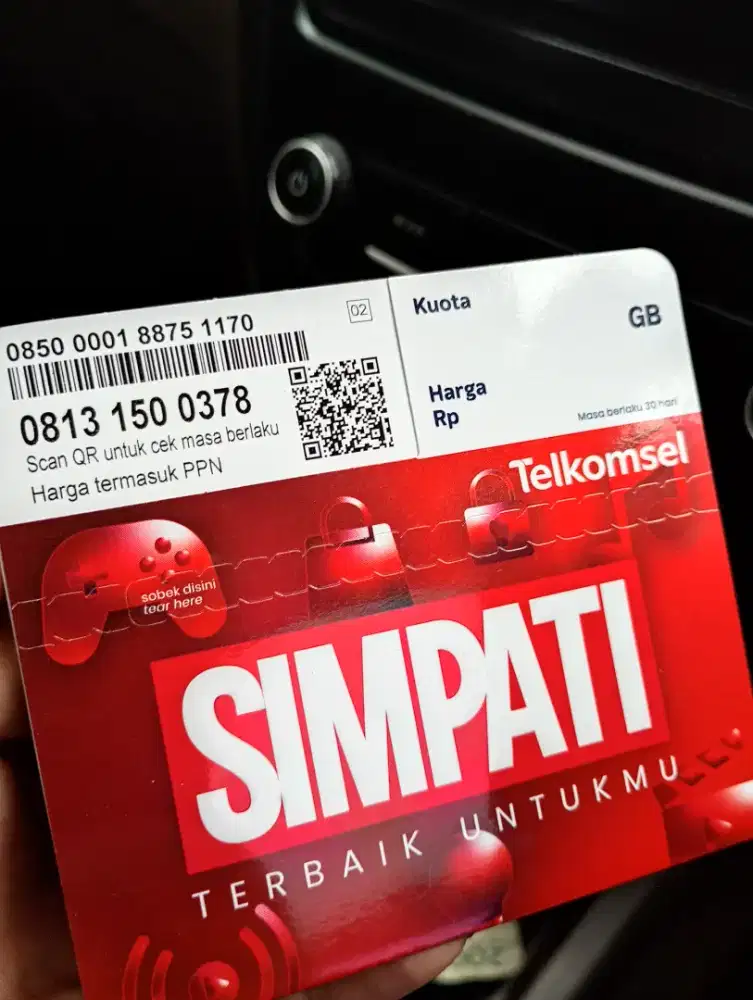 0850 0001 8875 1170
02
0813 150 0378
Scan QR untuk cek masa berlaku
Harga termasuk PPN
Kuota
GB
Harga
Rp
Masa berlaku 30 hari
Telkomsel
sobek disini
tear here
SIMPATI
TERBAIK UNTUKMU